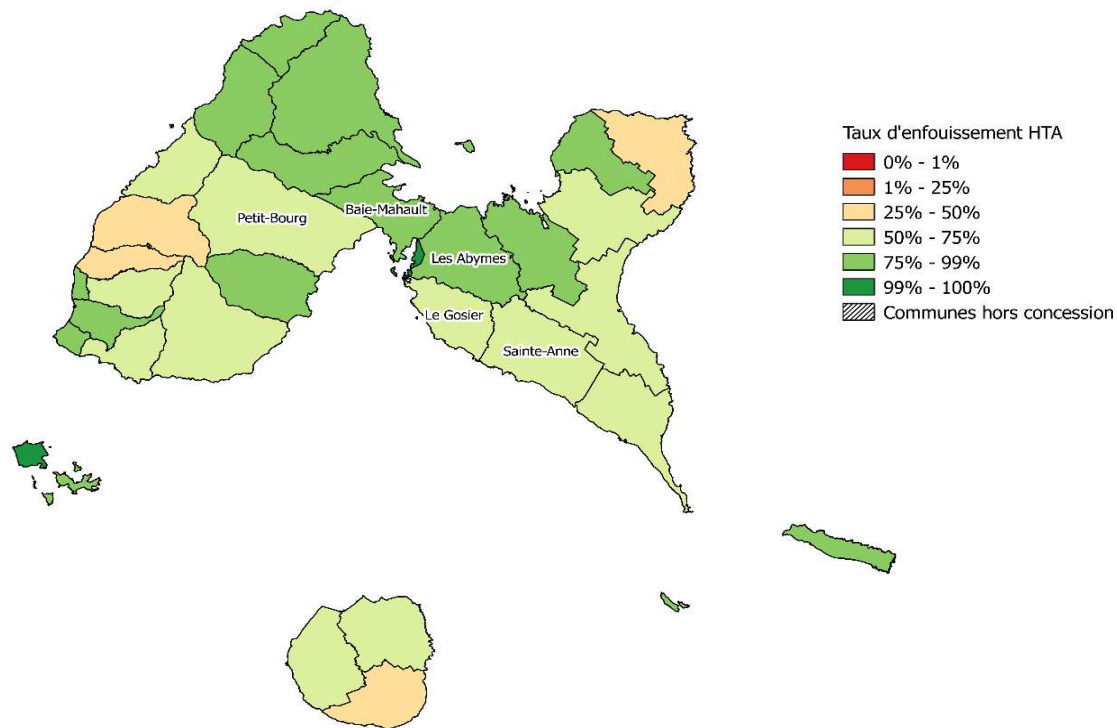 Petit-Bourg
Baie-Mahault
Les Abymes
Le Gosier
Sainte-Anne
Taux d'enfouissement HTA
0% - 1%
1% - 25%
25% - 50%
50% - 75%
75% - 99%
99% - 100%
Communes hors concession